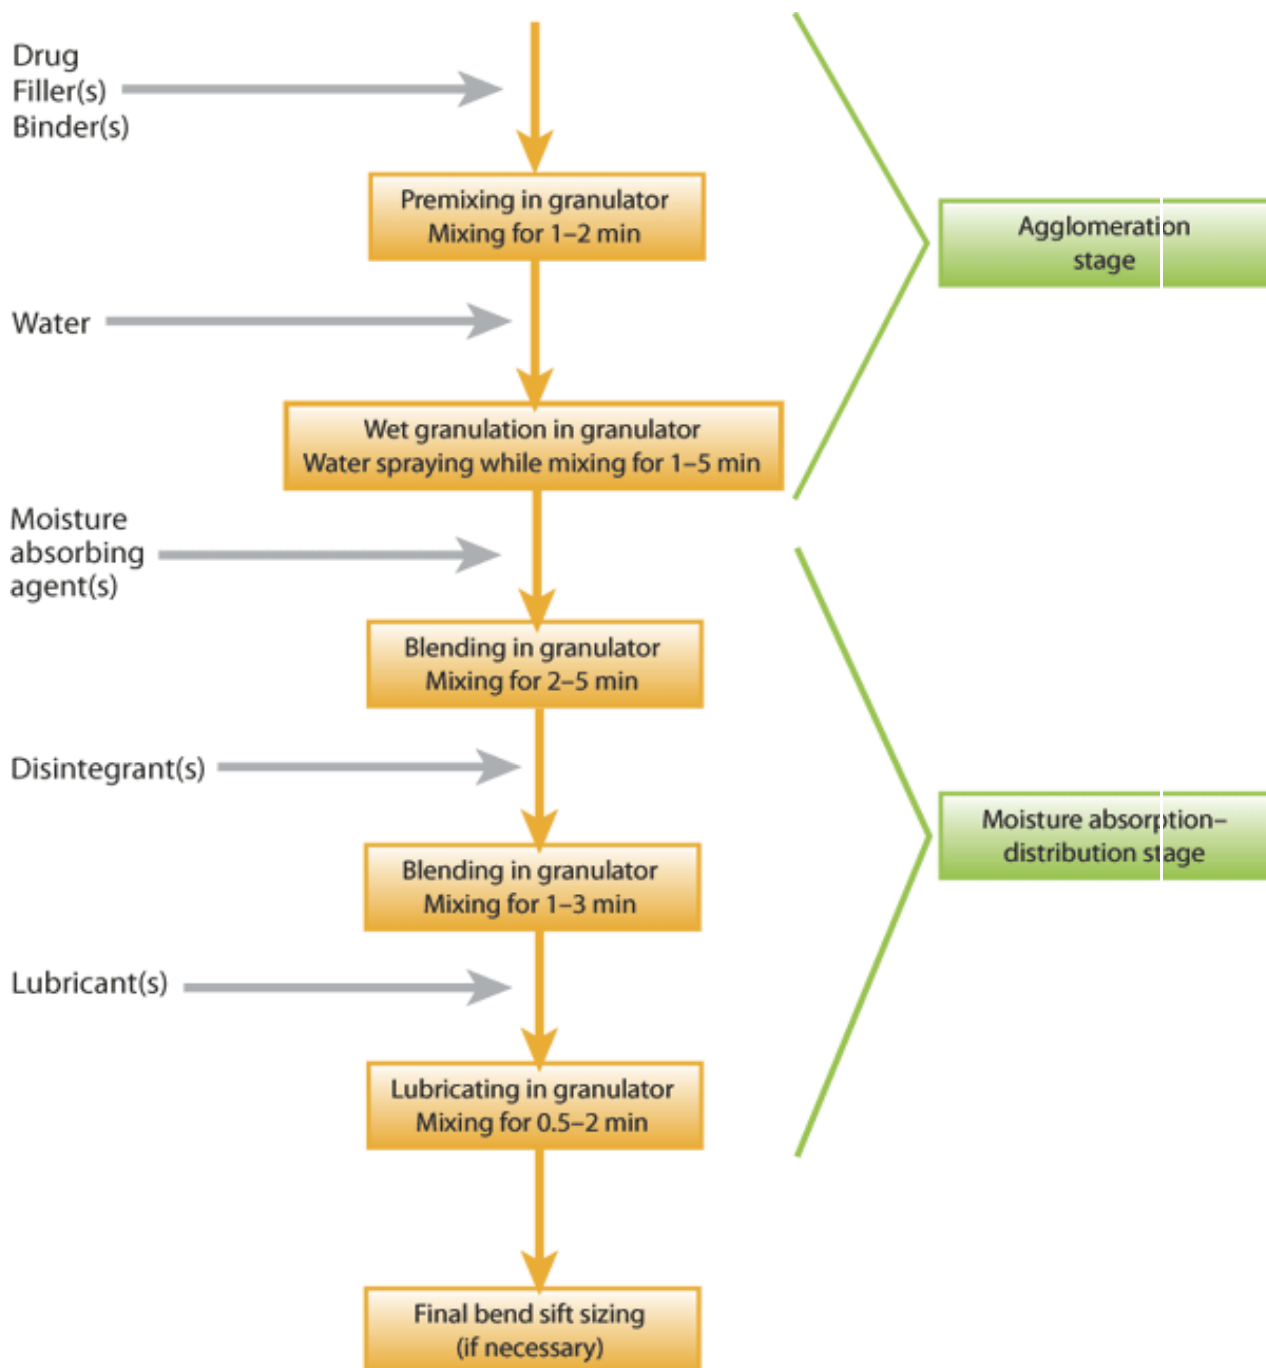 Drug
Filler(s)
Binder(s)
Premixing in granulator
Mixing for 1–2 min
Agglomeration
stage
Water
Wet granulation in granulator
Water spraying while mixing for 1–5 min
Moisture
absorbing
agent(s)
Blending in granulator
Mixing for 2–5 min
Disintegrant(s)
Moisture absorption–
distribution stage
Blending in granulator
Mixing for 1–3 min
Lubricant(s)
Lubricating in granulator
Mixing for 0.5–2 min
Final bend sift sizing
(if necessary)